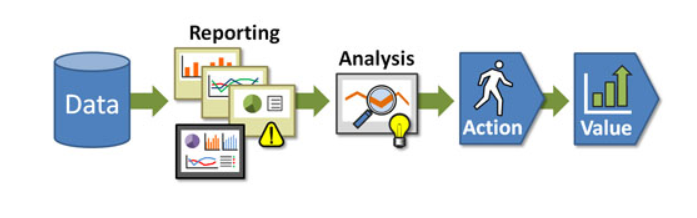 Data
Reporting
Analysis
Action
Value